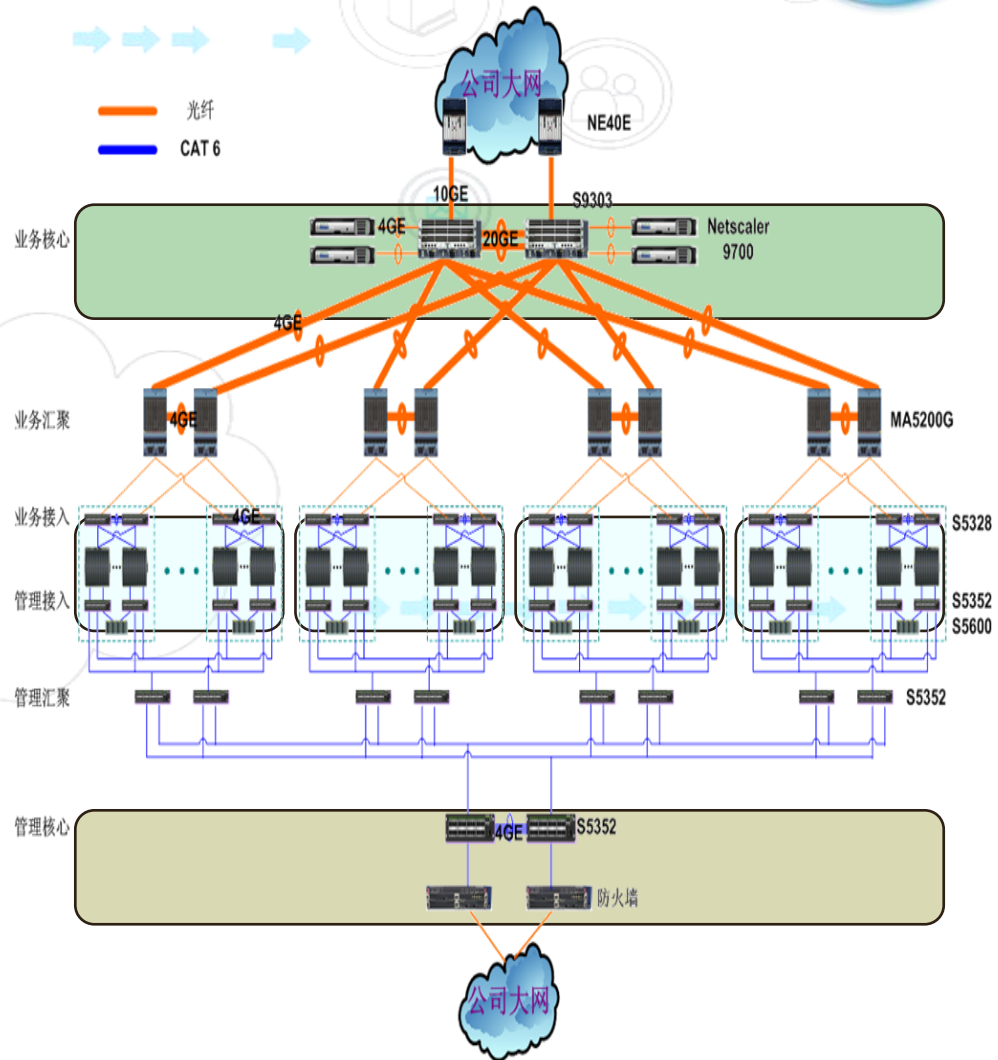 公司大网
光纤
NE40E
CAT 6
10GE
S9303
业务核心
4GE
20GE
Netscaler
9700
4GE
业务汇聚
4GE
MA5200G
业务接入
4GE
S5328
管理接入
S5352
S5600
管理汇聚
S5352
管理核心
4GE
S5352
防火墙
公司大网